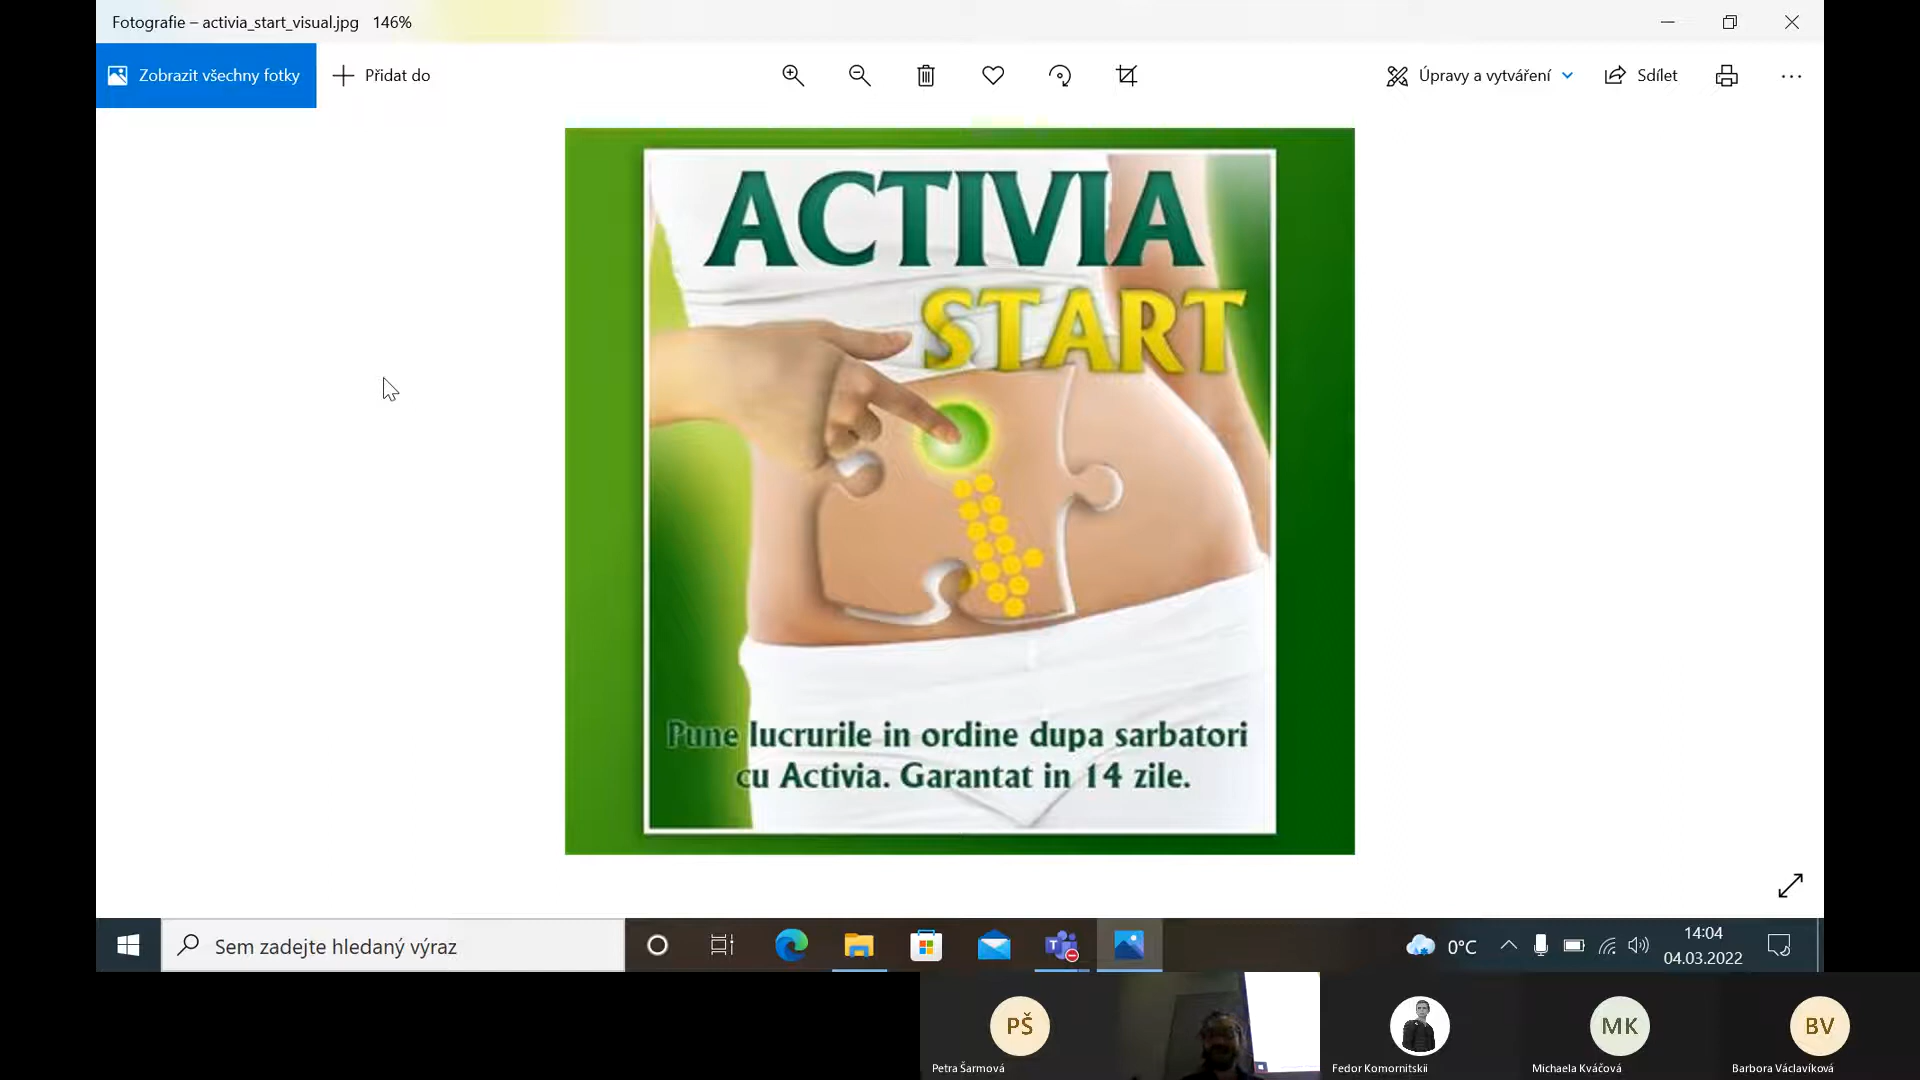 Fotografie – activia_start_visual.jpg 146%
Zobrazit všechny fotky
Přidat do
Úpravy a vytváření
Sdílet
ACTIVIA
START
Pune lucrurile in ordine dupa sarbatori
cu Activia. Garantat in 14 zile.
Sem zadejte hledaný výraz
0°C
14:04
04.03.2022
PŠ
MK
BV
Petra Šarmová
Fedor Komornitskii
Michaela Kváčová
Barbora Václavíková